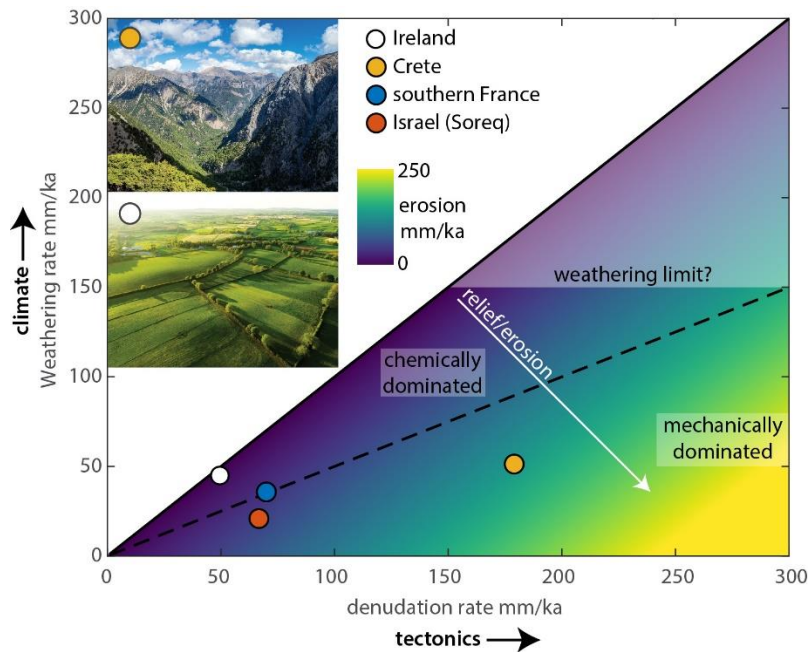 300
250
200
150
100
50
0
climate
Weathering rate mm/ka
Ireland
Crete
southern France
Israel (Soreq)
250
erosion
mm/ka
0
weathering limit?
relief/erosion
chemically
dominated
mechanically
dominated
0
50
100
150
200
250
300
denudation rate mm/ka
tectonics